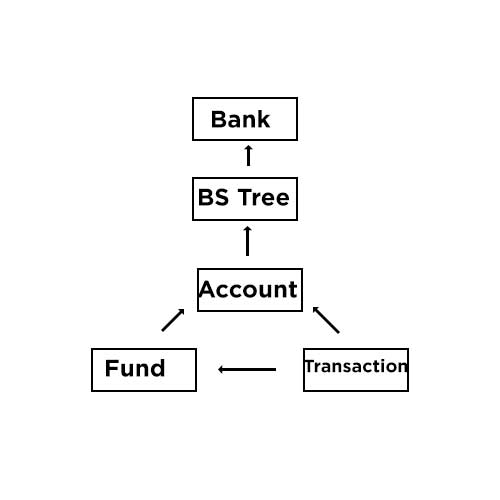 Bank
BS Tree
Account
Fund
Transaction